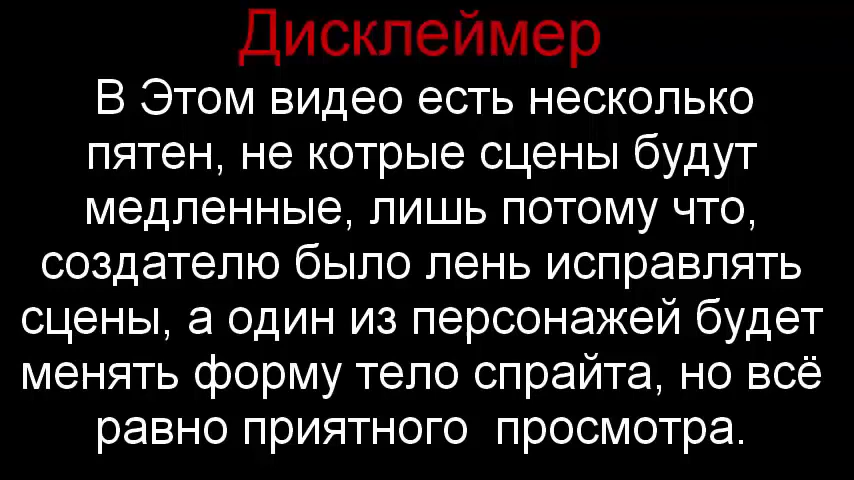 Дисклеймер
В Этом видео есть несколько
пятен, не котрые сцены будут
медленные, лишь потому что,
создателю было лень исправлять
сцены, а один из персонажей будет
менять форму тело спрайта, но всё
равно приятного  просмотра.